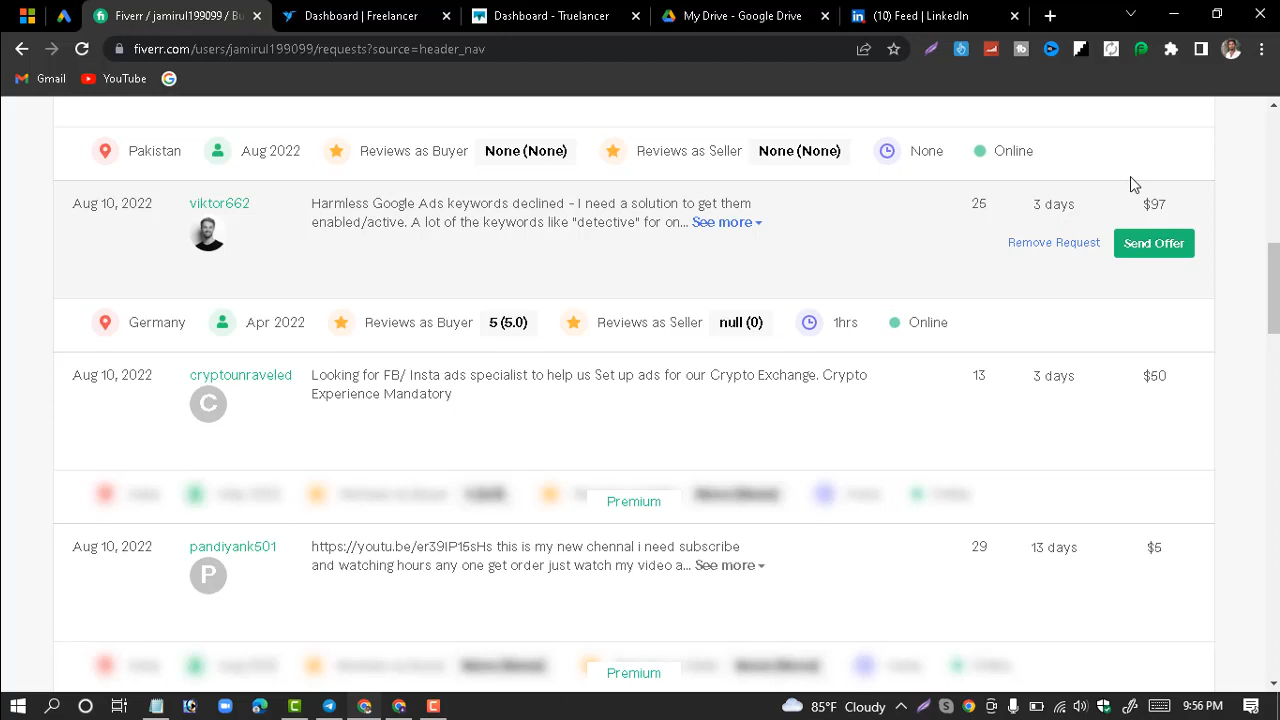 Fiverr / jamirul199099 / Bu
Dashboard | Freelancer
Dashboard - Truelancer
My Drive - Google Drive
(10) Feed | LinkedIn
fiverr.com/users/jamirul199099/requests?source=header_nav
Gmail
YouTube
Pakistan Aug 2022 Reviews as Buyer None (None) Reviews as Seller None (None) None Online
Aug 10, 2022 viktor662 Harmless Google Ads keywords declined - I need a solution to get them 25 3 days $97
enabled/active. A lot of the keywords like "detective" for on... See more
Remove Request Send Offer
Germany Apr 2022 Reviews as Buyer 5 (5.0) Reviews as Seller null (0) 1hrs Online
Aug 10, 2022 cryptounraveled Looking for FB/ Insta ads specialist to help us Set up ads for our Crypto Exchange. Crypto 13 3 days $50
Experience Mandatory
C
Premium
Aug 10, 2022 pandiyank501 https://youtu.be/er39IP15sHs this is my new chennal i need subscribe 29 13 days $5
and watching hours any one get order just watch my video a... See more
P
Premium
85°F Cloudy 9:56 PM